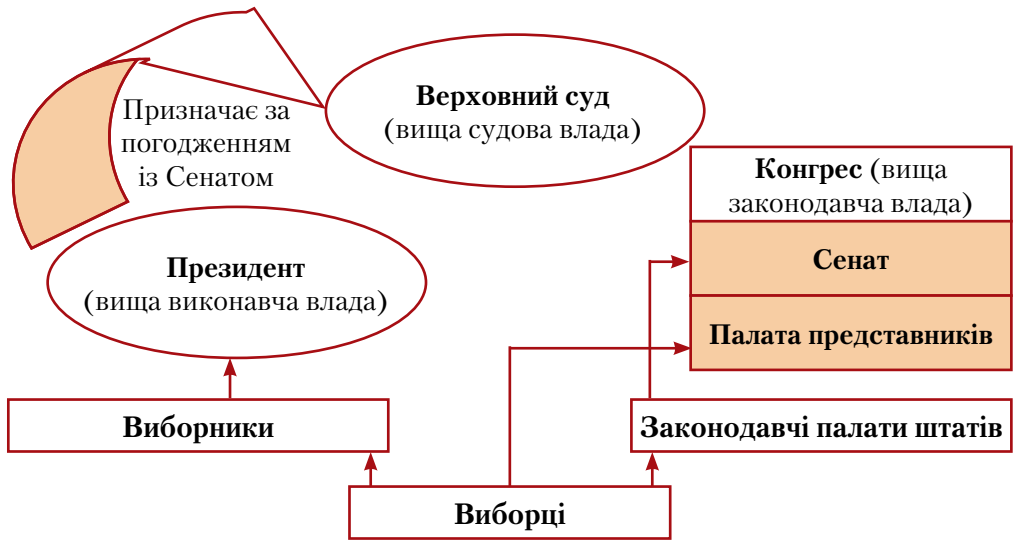 Верховний суд
(вища судова влада)
Призначає за
погодженням
із Сенатом
Конгрес (вища
законодавча влада)
Сенат
Палата представників
Президент
(вища виконавча влада)
Виборники
Законодавчі палати штатів
Виборці